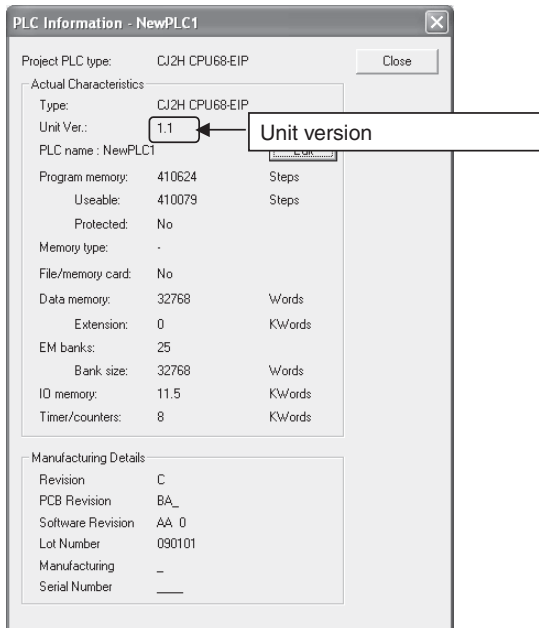 PLC Information - NewPLC1
Project PLC type: CJ2H CPU68-EIP Close
Actual Characteristics
Type: CJ2H CPU68-EIP
Unit Ver.: 1.1 Unit version
PLC name : NewPLC1
Program memory: 410624 Steps
Useable: 410079 Steps
Protected: No
Memory type: -
File/memory card: No
Data memory: 32768 Words
Extension: 0 KWords
EM banks: 25
Bank size: 32768 Words
IO memory: 11.5 KWords
Timer/counters: 8 KWords
Manufacturing Details
Revision C
PCB Revision BA_
Software Revision AA 0
Lot Number 090101
Manufacturing _
Serial Number ____